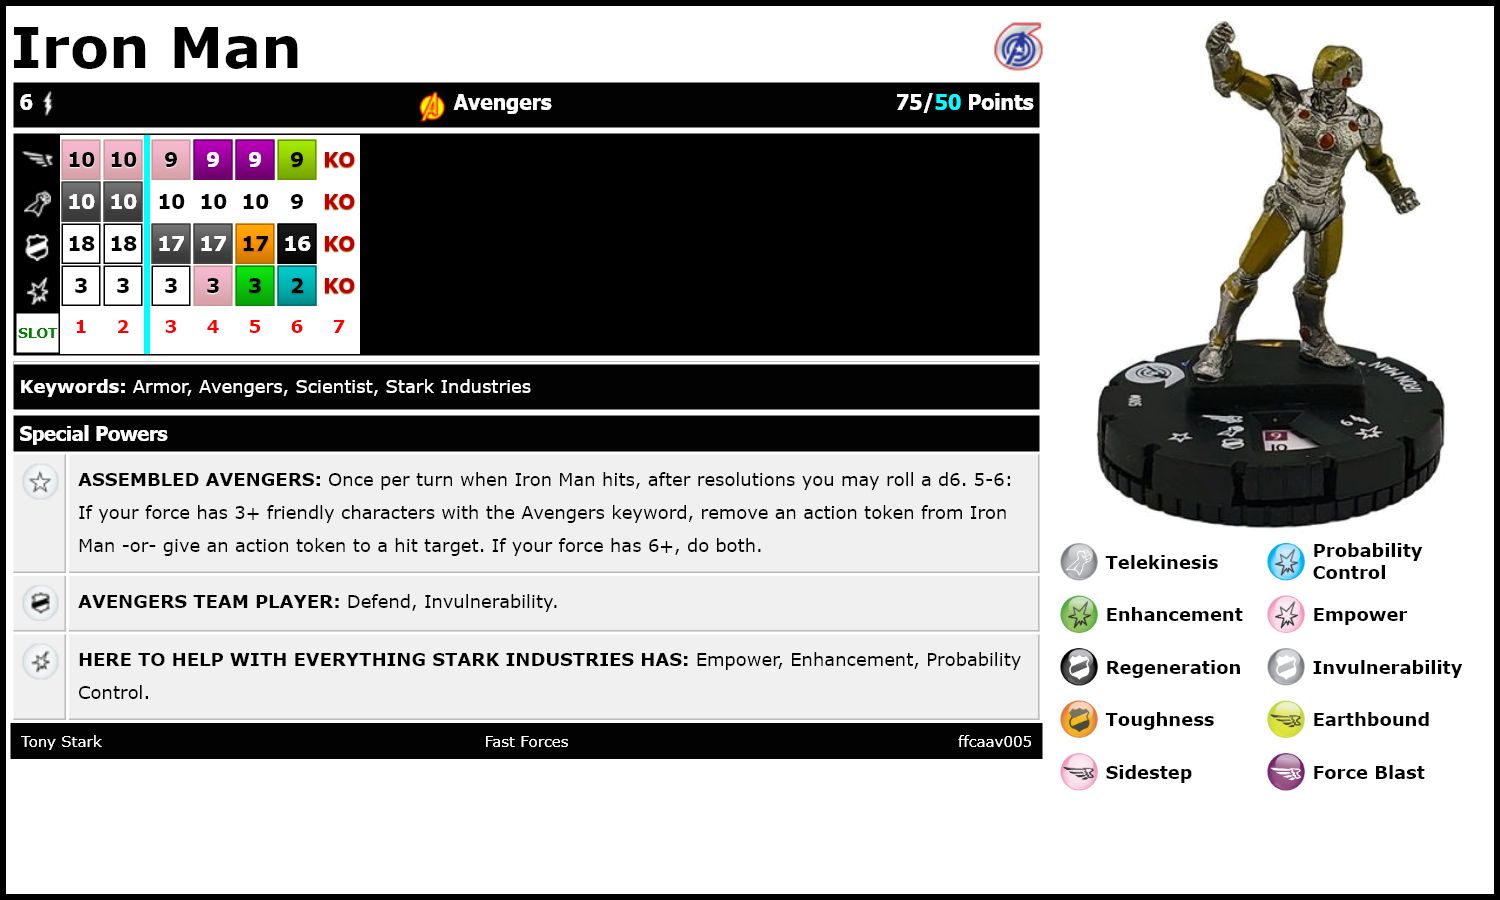 Iron Man
6 Avengers 75/50 Points
10 10 9 9 9 9 KO
10 10 10 10 10 9 KO
18 18 17 17 17 16 KO
3 3 3 3 3 2 KO
SLOT 1 2 3 4 5 6 7
Keywords: Armor, Avengers, Scientist, Stark Industries
Special Powers
ASSEMBLED AVENGERS: Once per turn when Iron Man hits, after resolutions you may roll a d6. 5-6:
If your force has 3+ friendly characters with the Avengers keyword, remove an action token from Iron
Man -or- give an action token to a hit target. If your force has 6+, do both.
AVENGERS TEAM PLAYER: Defend, Invulnerability.
HERE TO HELP WITH EVERYTHING STARK INDUSTRIES HAS: Empower, Enhancement, Probability
Control.
Tony Stark Fast Forces ffcaav005
IRON MAN
#005
6
9
10
Telekinesis
Probability
Control
Enhancement
Empower
Regeneration
Invulnerability
Toughness
Earthbound
Sidestep
Force Blast